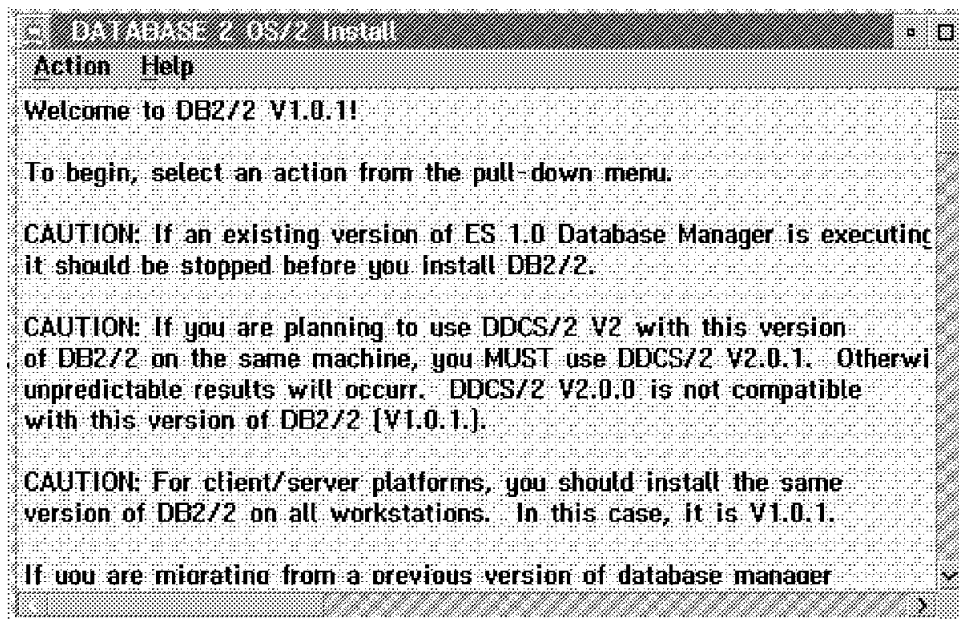 DATABASE 2 OS/2 Install
Action Help
Welcome to DB2/2 V1.0.1!
To begin, select an action from the pull-down menu.
CAUTION: If an existing version of ES 1.0 Database Manager is executing
it should be stopped before you install DB2/2.
CAUTION: If you are planning to use DDCS/2 V2 with this version
of DB2/2 on the same machine, you MUST use DDCS/2 V2.0.1. Otherwi
unpredictable results will occurr. DDCS/2 V2.0.0 is not compatible
with this version of DB2/2 (V1.0.1.).
CAUTION: For client/server platforms, you should install the same
version of DB2/2 on all workstations. In this case, it is V1.0.1.
If you are migrating from a previous version of database manager